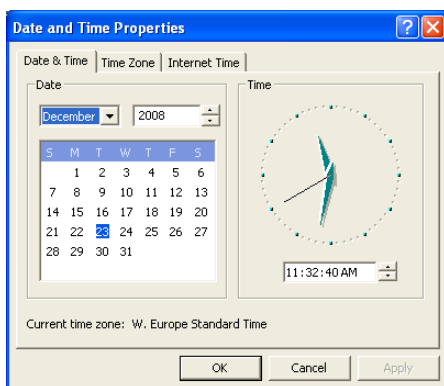 Date and Time Properties
Date & Time Time Zone Internet Time
Date
December 2008
S M T W T F S
1 2 3 4 5 6
7 8 9 10 11 12 13
14 15 16 17 18 19 20
21 22 23 24 25 26 27
28 29 30 31
Time
11:32:40 AM
Current time zone: W. Europe Standard Time
OK Cancel Apply